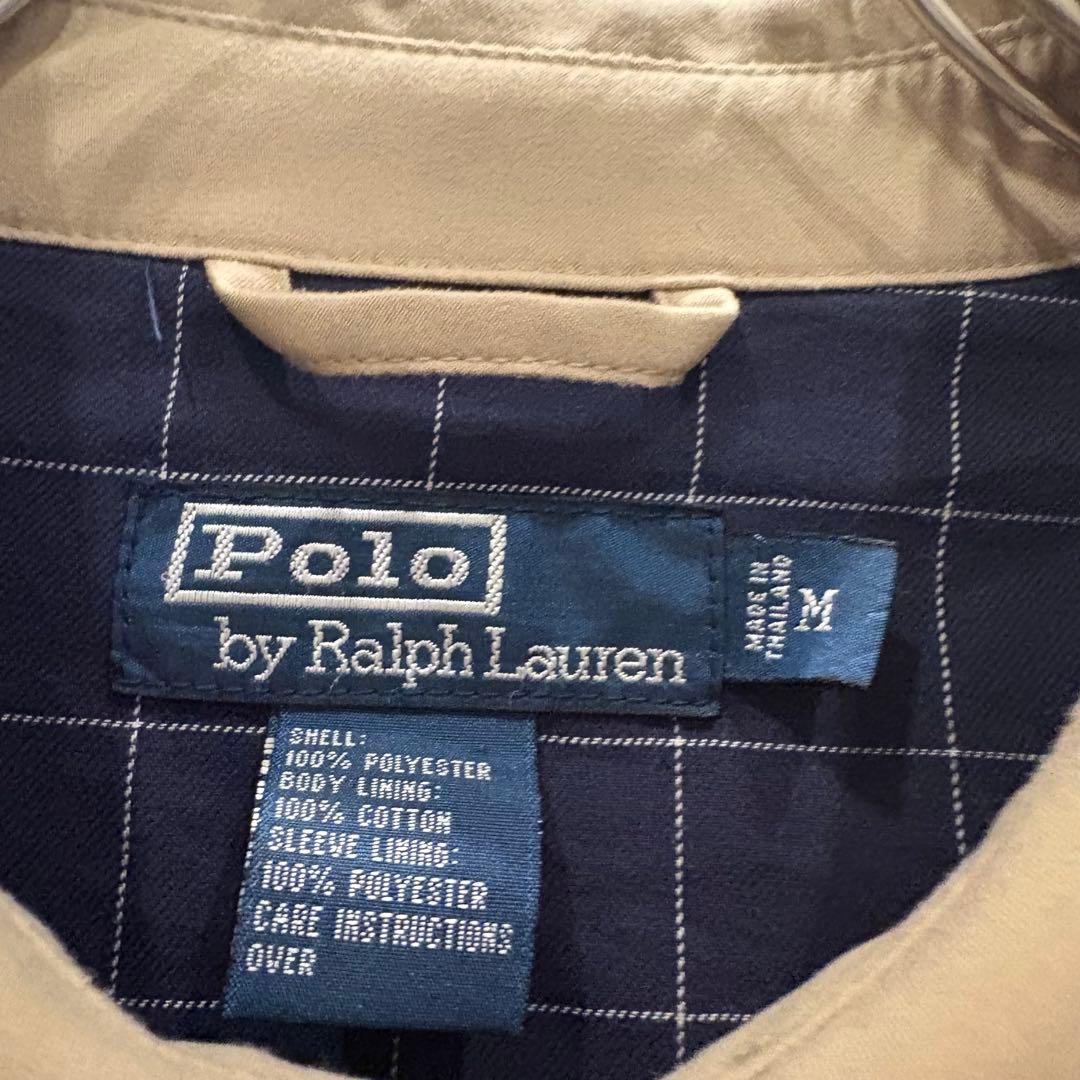 Polo
by Ralph Lauren
MADE IN
THAILAND
M
SHELL:
100% POLYESTER
BODY LINING:
100% COTTON
SLEEVE LINING:
100% POLYESTER
CARE INSTRUCTIONS
OVER